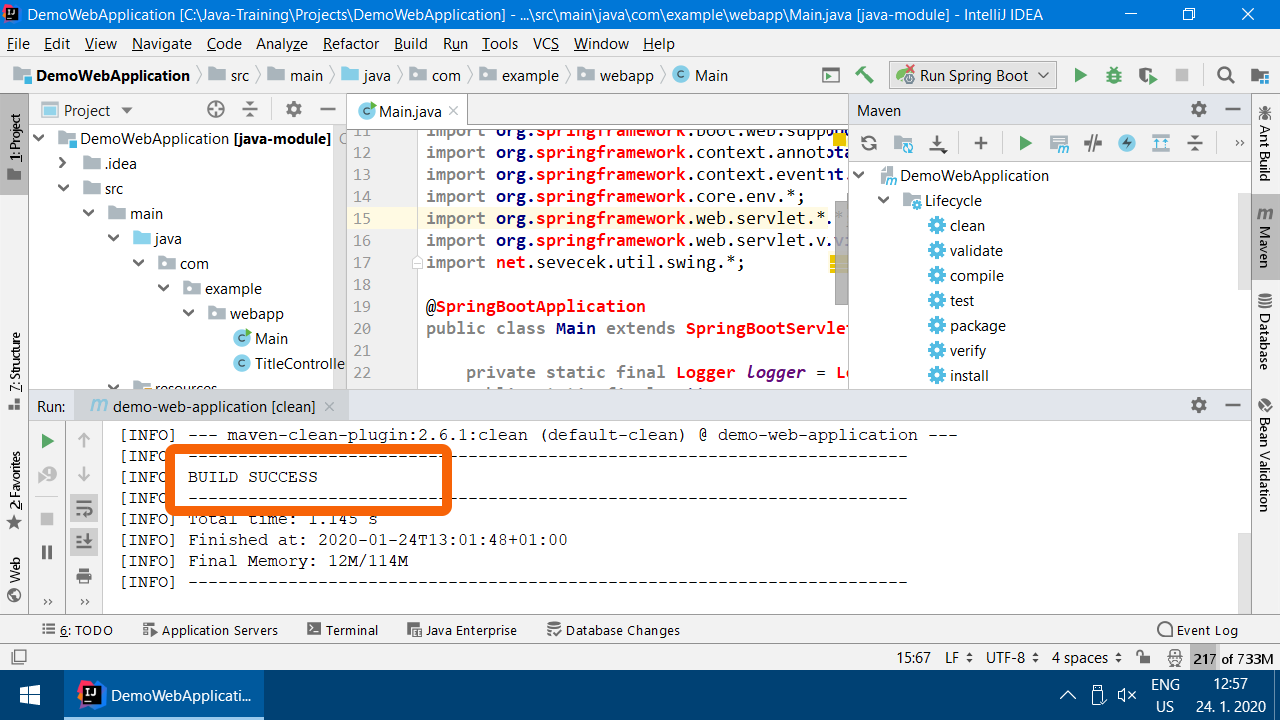 DemoWebApplication [C:\Java-Training\Projects\DemoWebApplication] - ...\src\main\java\com\example\webapp\Main.java [java-module] - IntelliJ IDEA
File Edit View Navigate Code Analyze Refactor Build Run Tools VCS Window Help
DemoWebApplication src main java com example webapp Main Run Spring Boot
1: Project
7: Structure
2: Favorites
Web
Project
DemoWebApplication [java-module]
.idea
src
main
java
com
example
webapp
Main
TitleControlle
resources
Main.java
11 import org.springframework.boot.web.suppo
12 import org.springframework.context.annota
13 import org.springframework.context.event.
14 import org.springframework.core.env.*;
15 import org.springframework.web.servlet.*.
16 import org.springframework.web.servlet.v
17 import net.sevecek.util.swing.*;
18
19 @SpringBootApplication
20 public class Main extends SpringBootServlet
21
22 private static final Logger logger = Lo
Maven
DemoWebApplication
Lifecycle
clean
validate
compile
test
package
verify
install
Ant Build
m Maven
Database
Bean Validation
Run: m demo-web-application [clean]
[INFO] --- maven-clean-plugin:2.6.1:clean (default-clean) @ demo-web-application ---
[INFO ------------------------------------------------------------------------
[INFO BUILD SUCCESS
[INFO ------------------------------------------------------------------------
[INFO] Total time: 1.145 s
[INFO] Finished at: 2020-01-24T13:01:48+01:00
[INFO] Final Memory: 12M/114M
[INFO] ------------------------------------------------------------------------
6: TODO Application Servers Terminal Java Enterprise Database Changes Event Log
15:67 LF UTF-8 4 spaces 217 of 733M
DemoWebApplicati...
ENG
US
12:57
24. 1. 2020